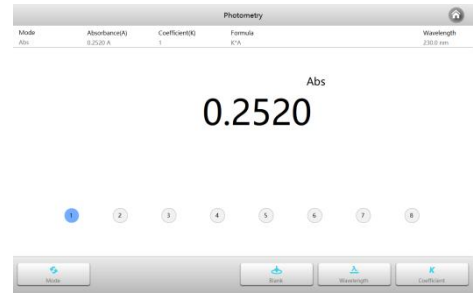 Photometry
Mode Absorbance(A) Coefficient(K) Formula Wavelength
Abs 0.2520 A 1 K*A 230.0 nm
Abs
0.2520
1 2 3 4 5 6 7 8
λ K
Mode Blank Wavelength Coefficient